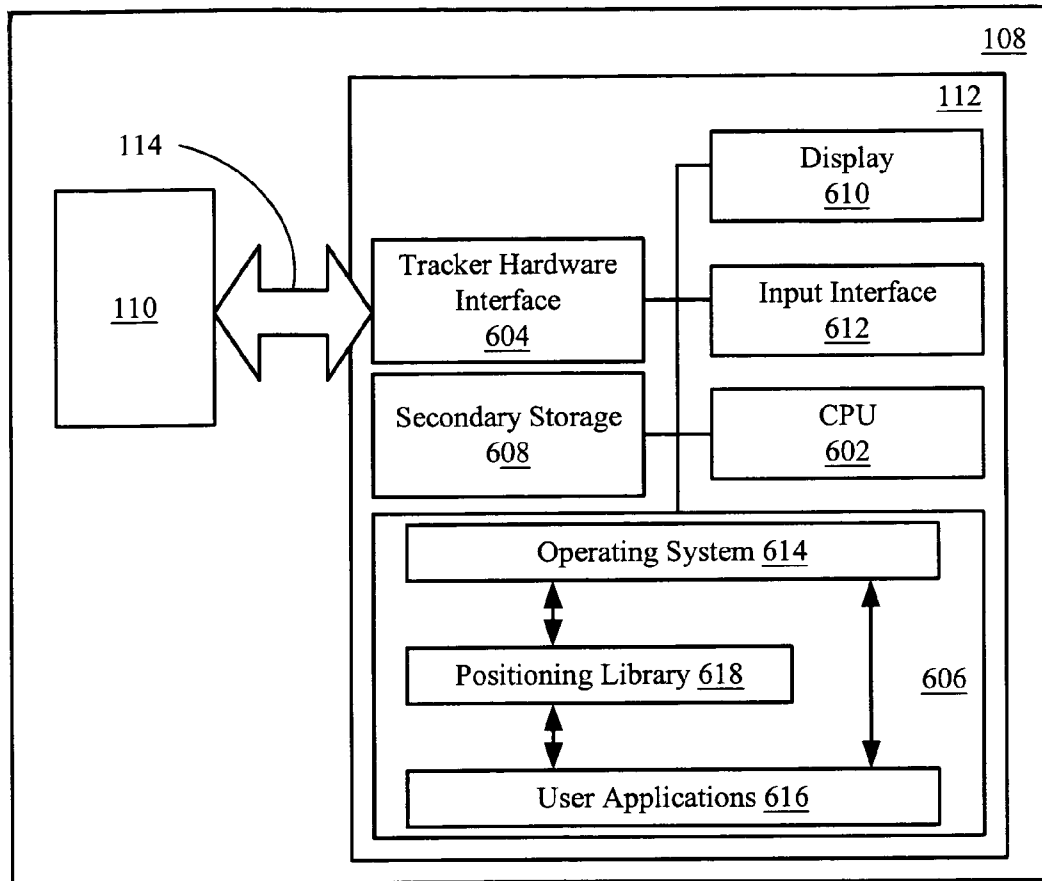 108
112
114
110
Display
610
Tracker Hardware
Interface
604
Input Interface
612
Secondary Storage
608
CPU
602
Operating System 614
Positioning Library 618
606
User Applications 616